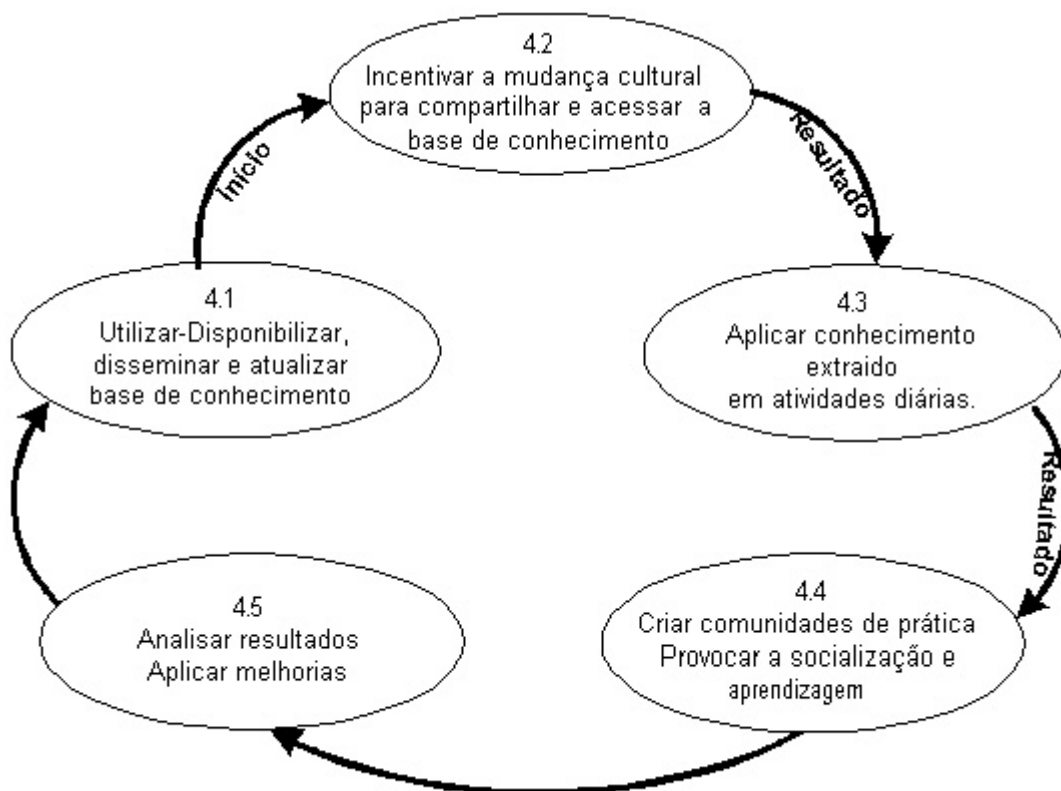 4.2
Incentivar a mudança cultural
para compartilhar e acessar a
base de conhecimento
Início
Resultado
4.1
Utilizar-Disponibilizar,
disseminar e atualizar
base de conhecimento
4.3
Aplicar conhecimento
extraido
em atividades diárias.
Resultado
4.5
Analisar resultados
Aplicar melhorias
4.4
Criar comunidades de prática
Provocar a socialização e
aprendizagem